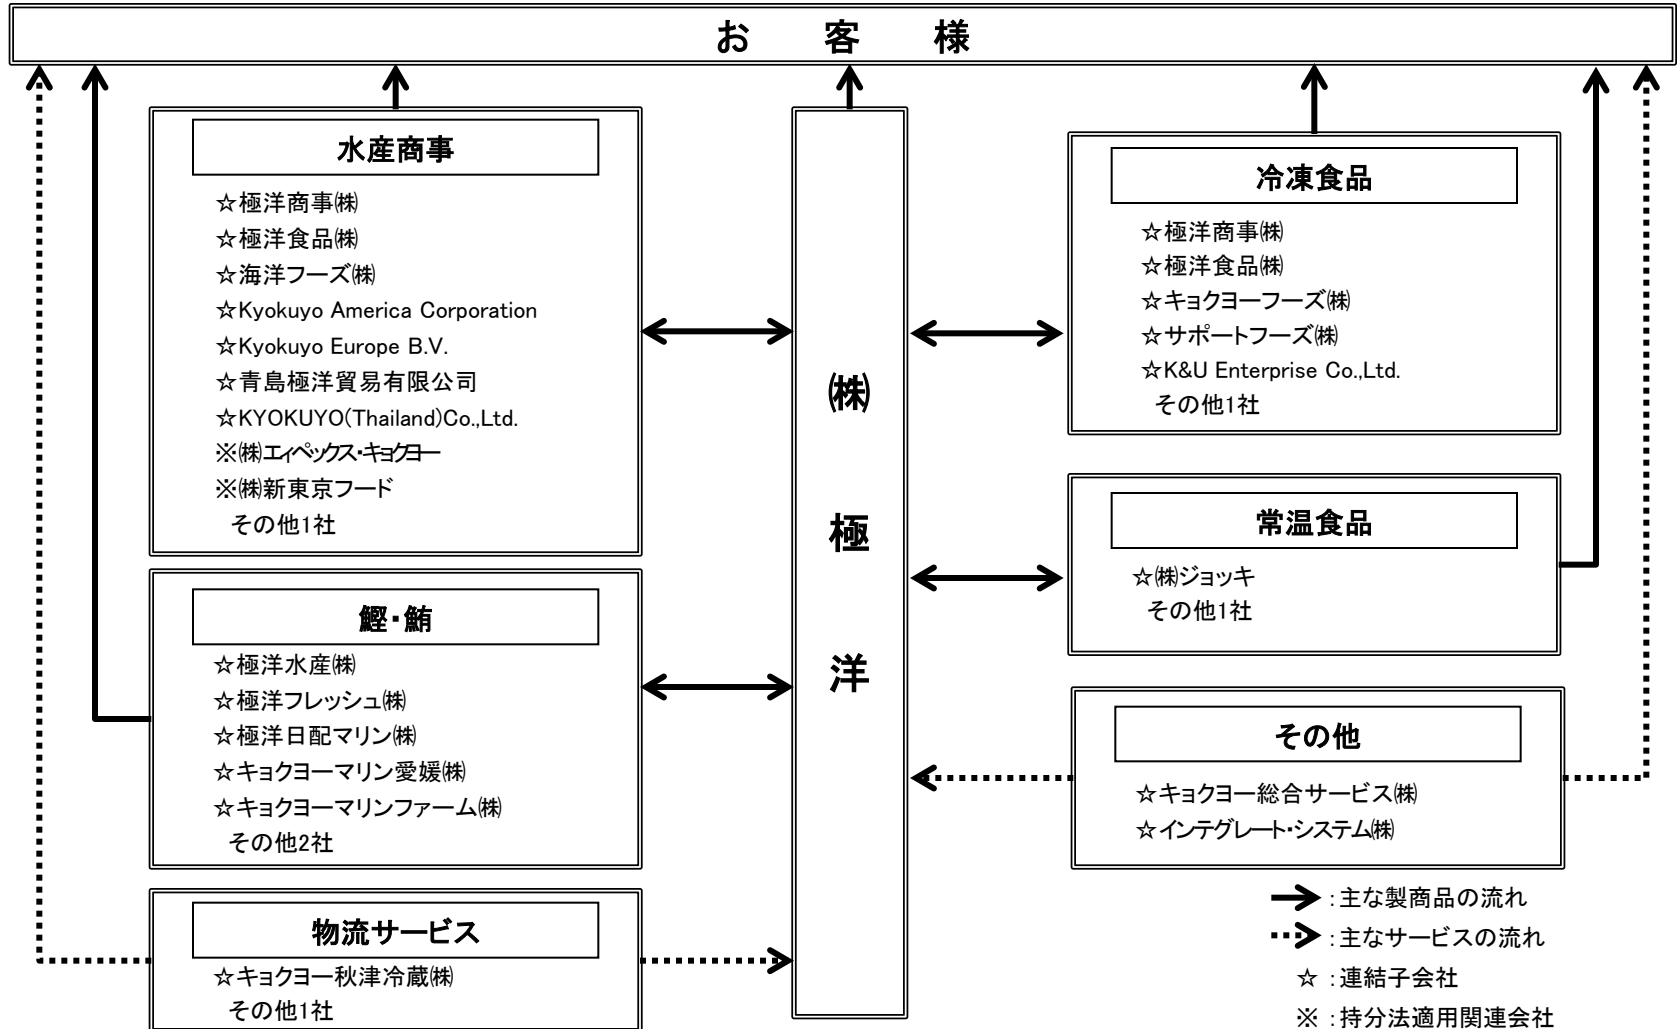 お 客 様
水産商事
☆極洋商事㈱
☆極洋食品㈱
☆海洋フーズ㈱
☆Kyokuyo America Corporation
☆Kyokuyo Europe B.V.
☆青島極洋貿易有限公司
☆KYOKUYO(Thailand)Co.,Ltd.
※㈱エィペックス・キョクヨー
※㈱新東京フード
その他1社
鰹・鮪
☆極洋水産㈱
☆極洋フレッシュ㈱
☆極洋日配マリン㈱
☆キョクヨーマリン愛媛㈱
☆キョクヨーマリンファーム㈱
その他2社
物流サービス
☆キョクヨー秋津冷蔵㈱
その他1社
㈱
極
洋
冷凍食品
☆極洋商事㈱
☆極洋食品㈱
☆キョクヨーフーズ㈱
☆サポートフーズ㈱
☆K&U Enterprise Co.,Ltd.
その他1社
常温食品
☆㈱ジョッキ
その他1社
その他
☆キョクヨー総合サービス㈱
☆インテグレート・システム㈱
：主な製商品の流れ
：主なサービスの流れ
☆ ：連結子会社
※ ：持分法適用関連会社